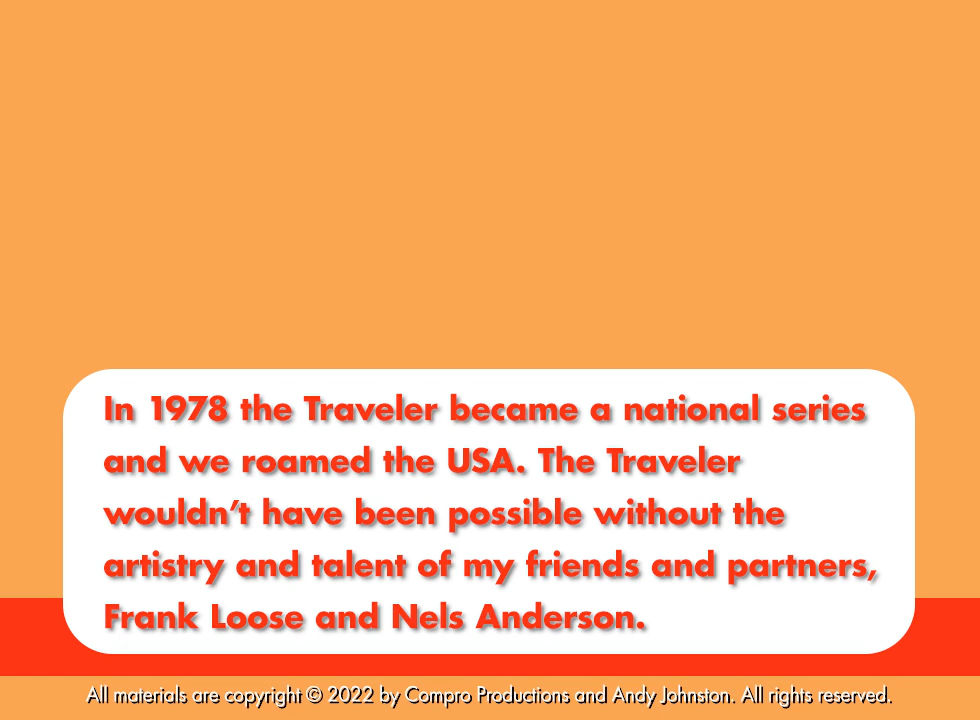 In 1978 the Traveler became a national series
and we roamed the USA. The Traveler
wouldn’t have been possible without the
artistry and talent of my friends and partners,
Frank Loose and Nels Anderson.
All materials are copyright © 2022 by Compro Productions and Andy Johnston. All rights reserved.